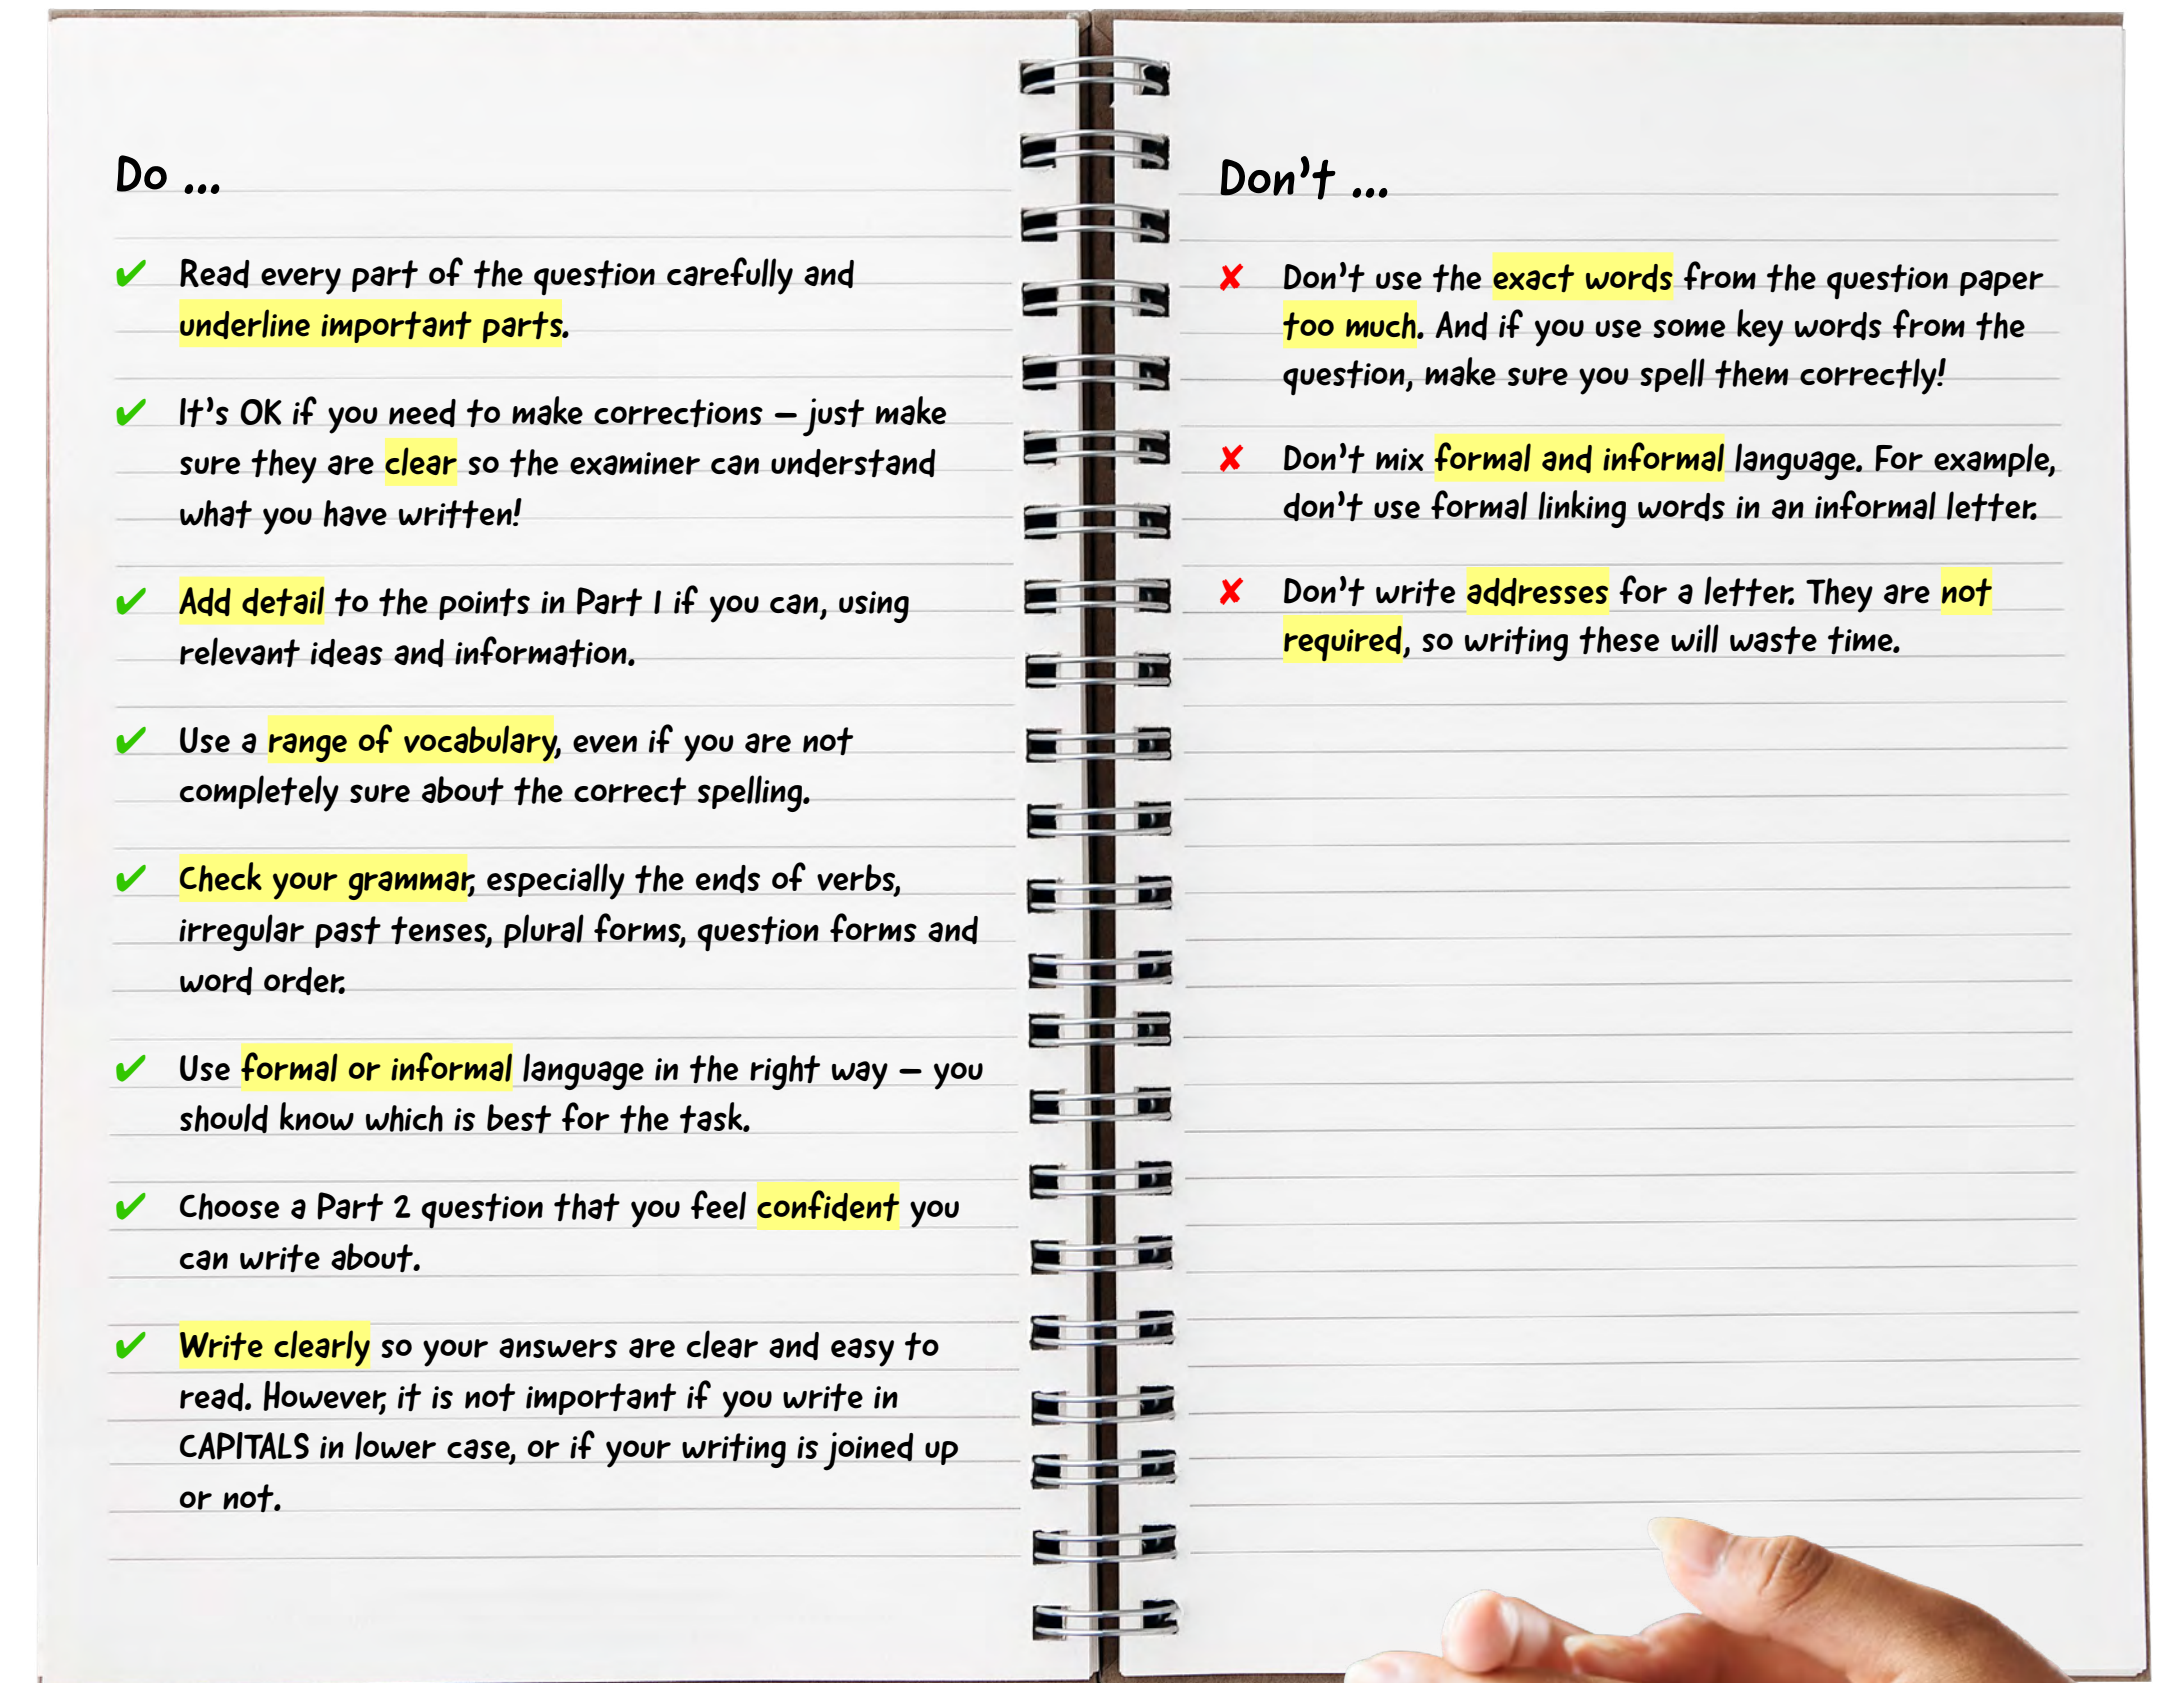 Do ...
✔ Read every part of the question carefully and
underline important parts.
✔ It's OK if you need to make corrections – just make
sure they are clear so the examiner can understand
what you have written!
✔ Add detail to the points in Part 1 if you can, using
relevant ideas and information.
✔ Use a range of vocabulary, even if you are not
completely sure about the correct spelling.
✔ Check your grammar, especially the ends of verbs,
irregular past tenses, plural forms, question forms and
word order.
✔ Use formal or informal language in the right way – you
should know which is best for the task.
✔ Choose a Part 2 question that you feel confident you
can write about.
✔ Write clearly so your answers are clear and easy to
read. However, it is not important if you write in
CAPITALS in lower case, or if your writing is joined up
or not.
Don't ...
✘ Don't use the exact words from the question paper
too much. And if you use some key words from the
question, make sure you spell them correctly!
✘ Don't mix formal and informal language. For example,
don't use formal linking words in an informal letter.
✘ Don't write addresses for a letter. They are not
required, so writing these will waste time.